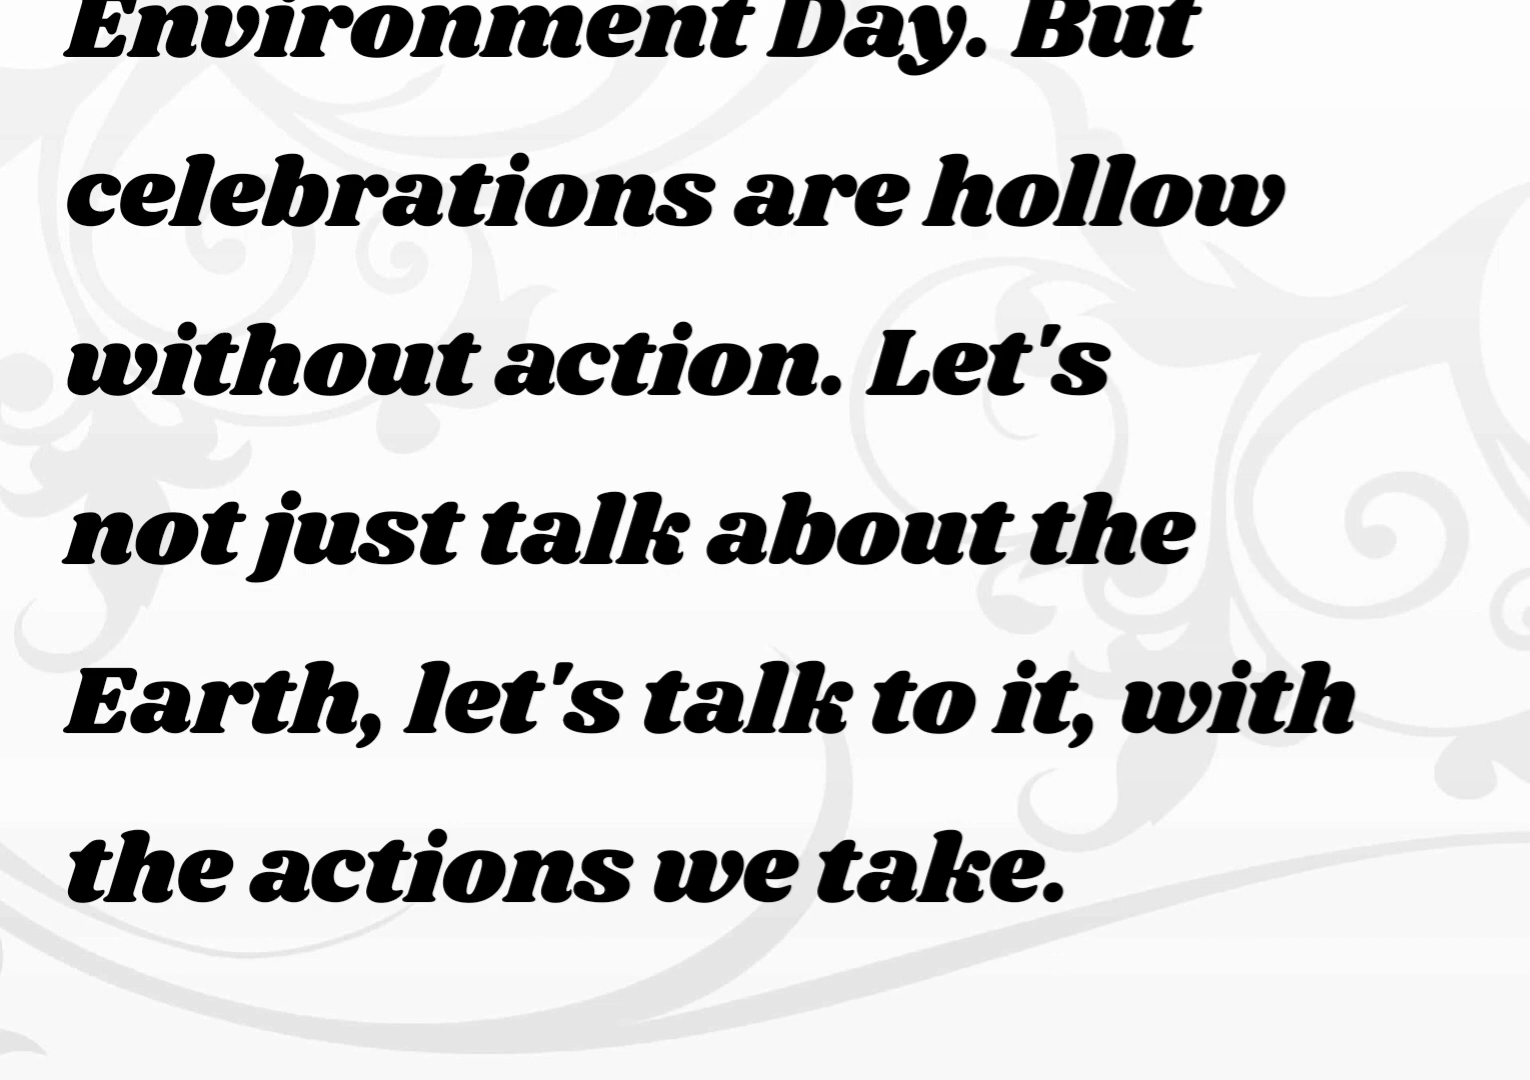 Environment Day. But
celebrations are hollow
without action. Let's
not just talk about the
Earth, let's talk to it, with
the actions we take.